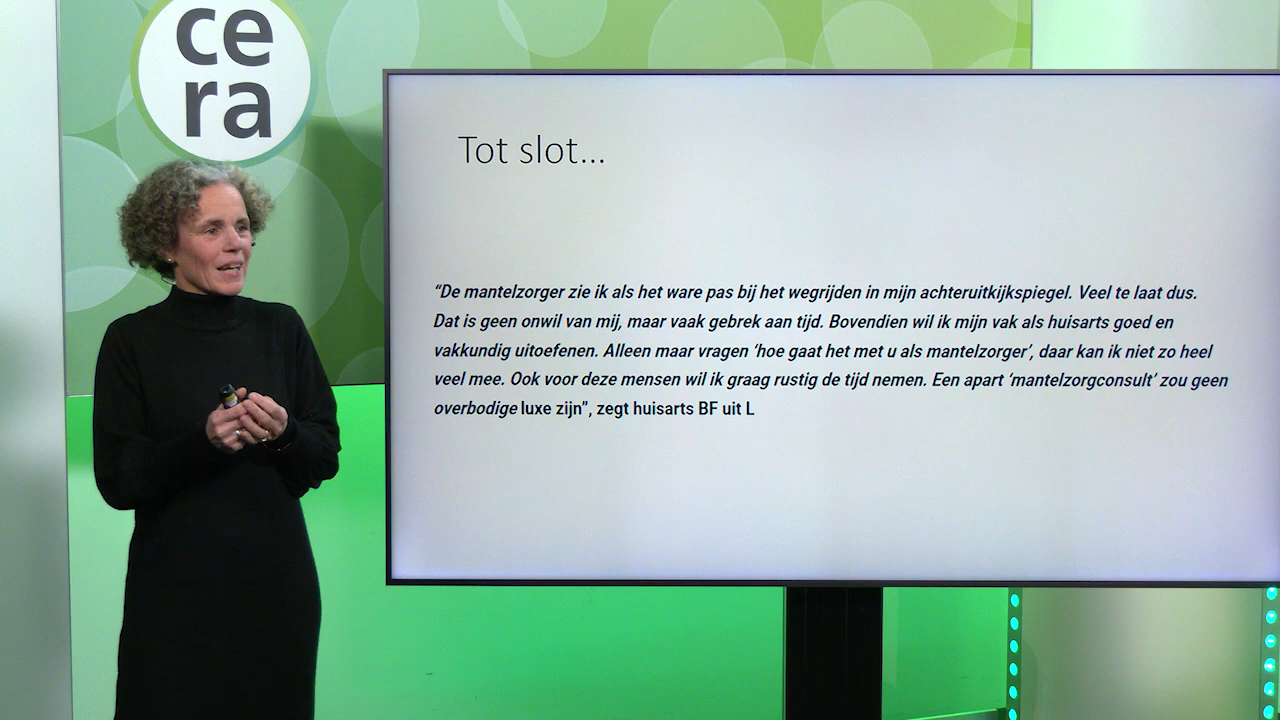 ce
ra
Tot slot...
“De mantelzorger zie ik als het ware pas bij het wegrijden in mijn achteruitkijkspiegel. Veel te laat dus.
Dat is geen onwil van mij, maar vaak gebrek aan tijd. Bovendien wil ik mijn vak als huisarts goed en
vakkundig uitoefenen. Alleen maar vragen ‘hoe gaat het met u als mantelzorger’, daar kan ik niet zo heel
veel mee. Ook voor deze mensen wil ik graag rustig de tijd nemen. Een apart ‘mantelzorgconsult’ zou geen
overbodige luxe zijn”, zegt huisarts BF uit L